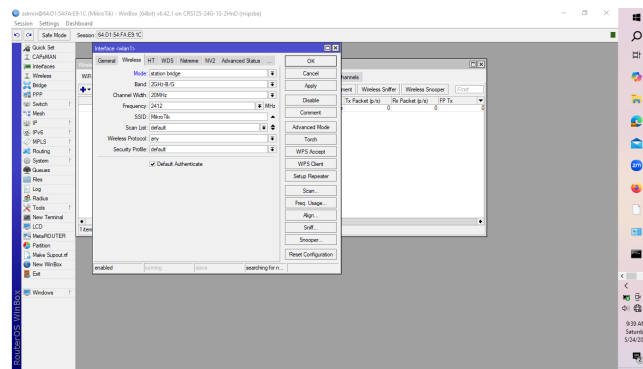 admin@64:D1:54:FA:E9:1C (MikroTik) - WinBox (64bit) v6.42.1 on CRS125-24G-1S-2HnD (mipsbe)
Session Settings Dashboard
Safe Mode Session: 64:D1:54:FA:E9:1C
Quick Set
CAPsMAN
Interfaces
Wireless
Bridge
PPP
Switch
Mesh
IP
IPv6
MPLS
Routing
System
Queues
Files
Log
Radius
Tools
New Terminal
LCD
MetaROUTER
Partition
Make Supout.rif
New WinBox
Exit
Windows
RouterOS WinBox
Interface <wlan1>
General Wireless HT WDS Nstreme NV2 Advanced Status ...
Mode: station bridge
Band: 2GHz-B/G
Channel Width: 20MHz
Frequency: 2412 MHz
SSID: MikroTik
Scan List: default
Wireless Protocol: any
Security Profile: default
Default Authenticate
OK
Cancel
Apply
Disable
Comment
Advanced Mode
Torch
WPS Accept
WPS Client
Setup Repeater
Scan...
Freq. Usage...
Align...
Sniff...
Snooper...
Reset Configuration
enabled running slave searching for n...
Wireless Sniffer Wireless Snooper Find
Tx Packet (p/s) Rx Packet (p/s) FP Tx
0 0 0
9:39 AM